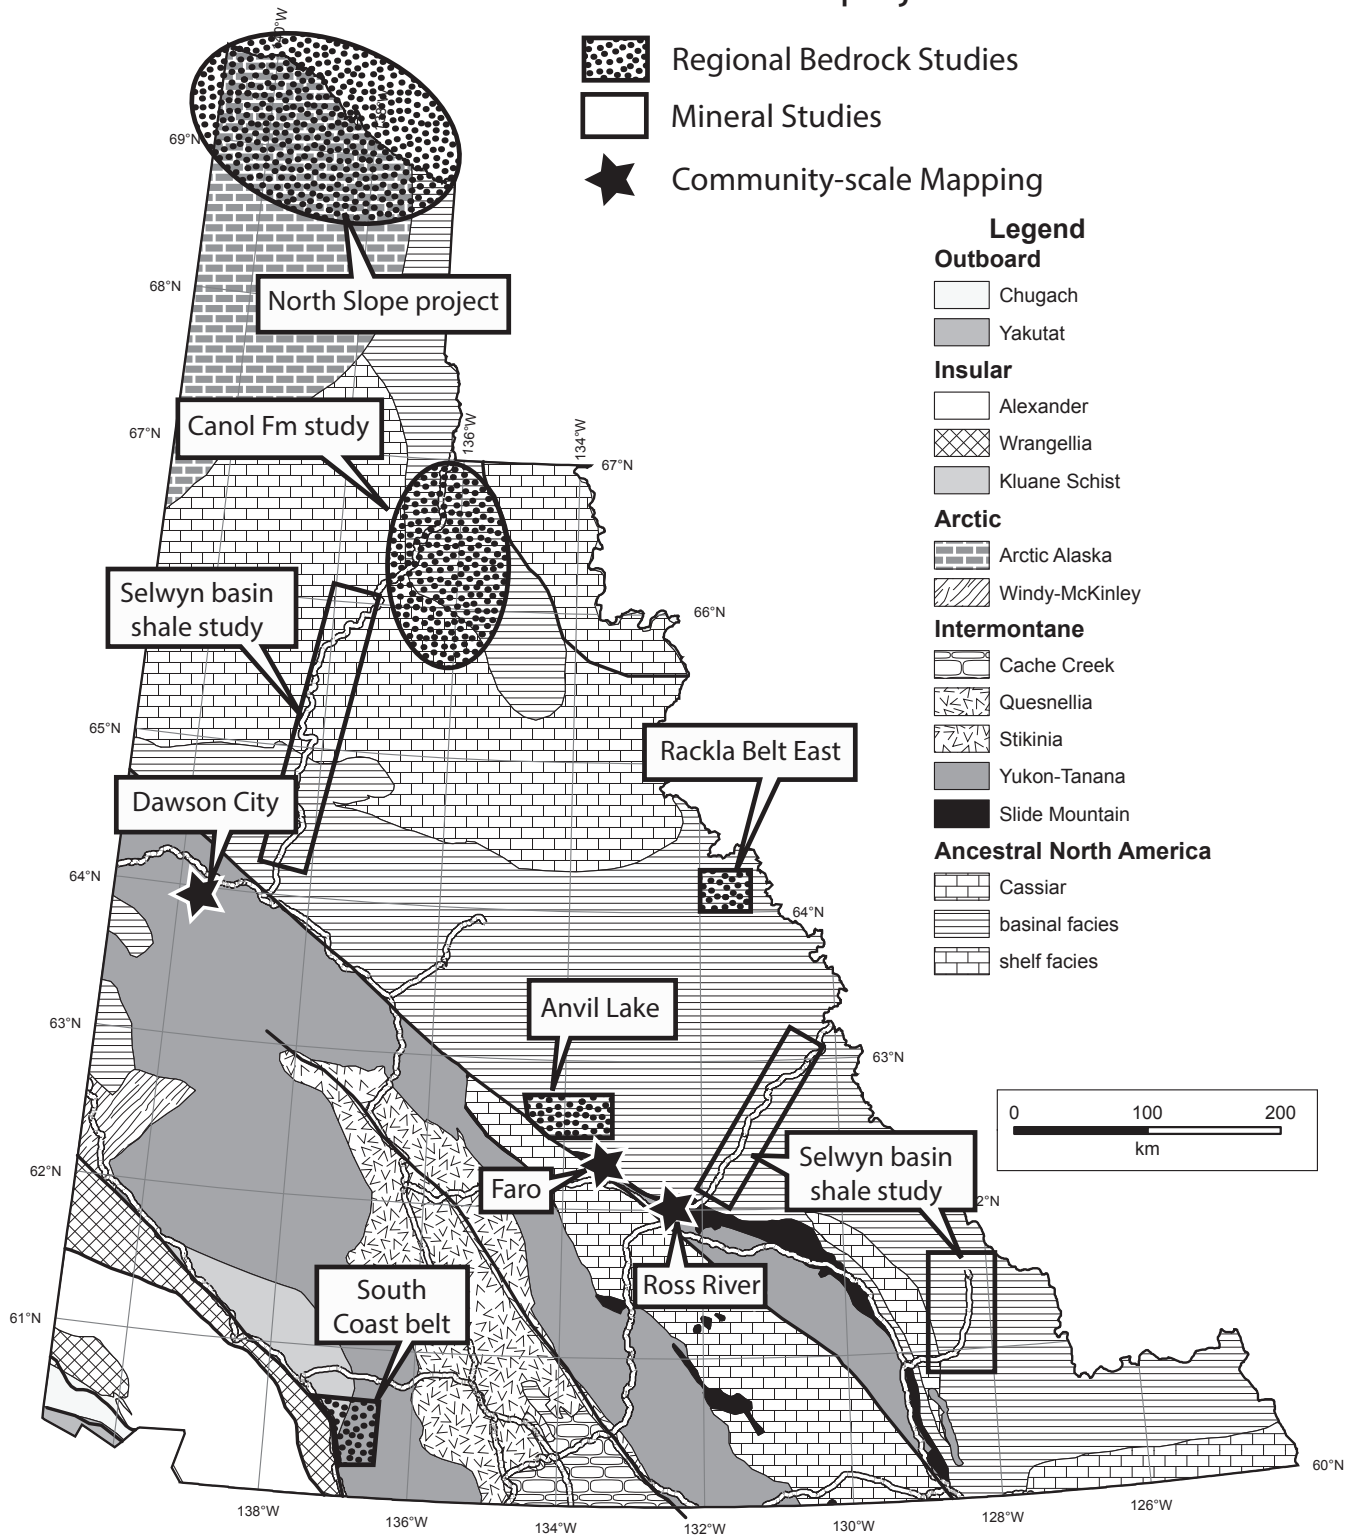 Regional Bedrock Studies
Mineral Studies
Community-scale Mapping
Legend
Outboard
Chugach
Yakutat
Insular
Alexander
Wrangellia
Kluane Schist
Arctic
Arctic Alaska
Windy-McKinley
Intermontane
Cache Creek
Quesnellia
Stikinia
Yukon-Tanana
Slide Mountain
Ancestral North America
Cassiar
basinal facies
shelf facies
69°N
68°N
North Slope project
Canol Fm study
67°N
136°W
134°W
67°N
Selwyn basin
shale study
66°N
65°N
Rackla Belt East
Dawson City
64°N
64°N
Anvil Lake
63°N
63°N
0 100 200
km
Selwyn basin
shale study
62°N
2°N
Faro
Ross River
South
Coast belt
61°N
60°N
138°W
136°W
134°W
132°W
130°W
128°W
126°W